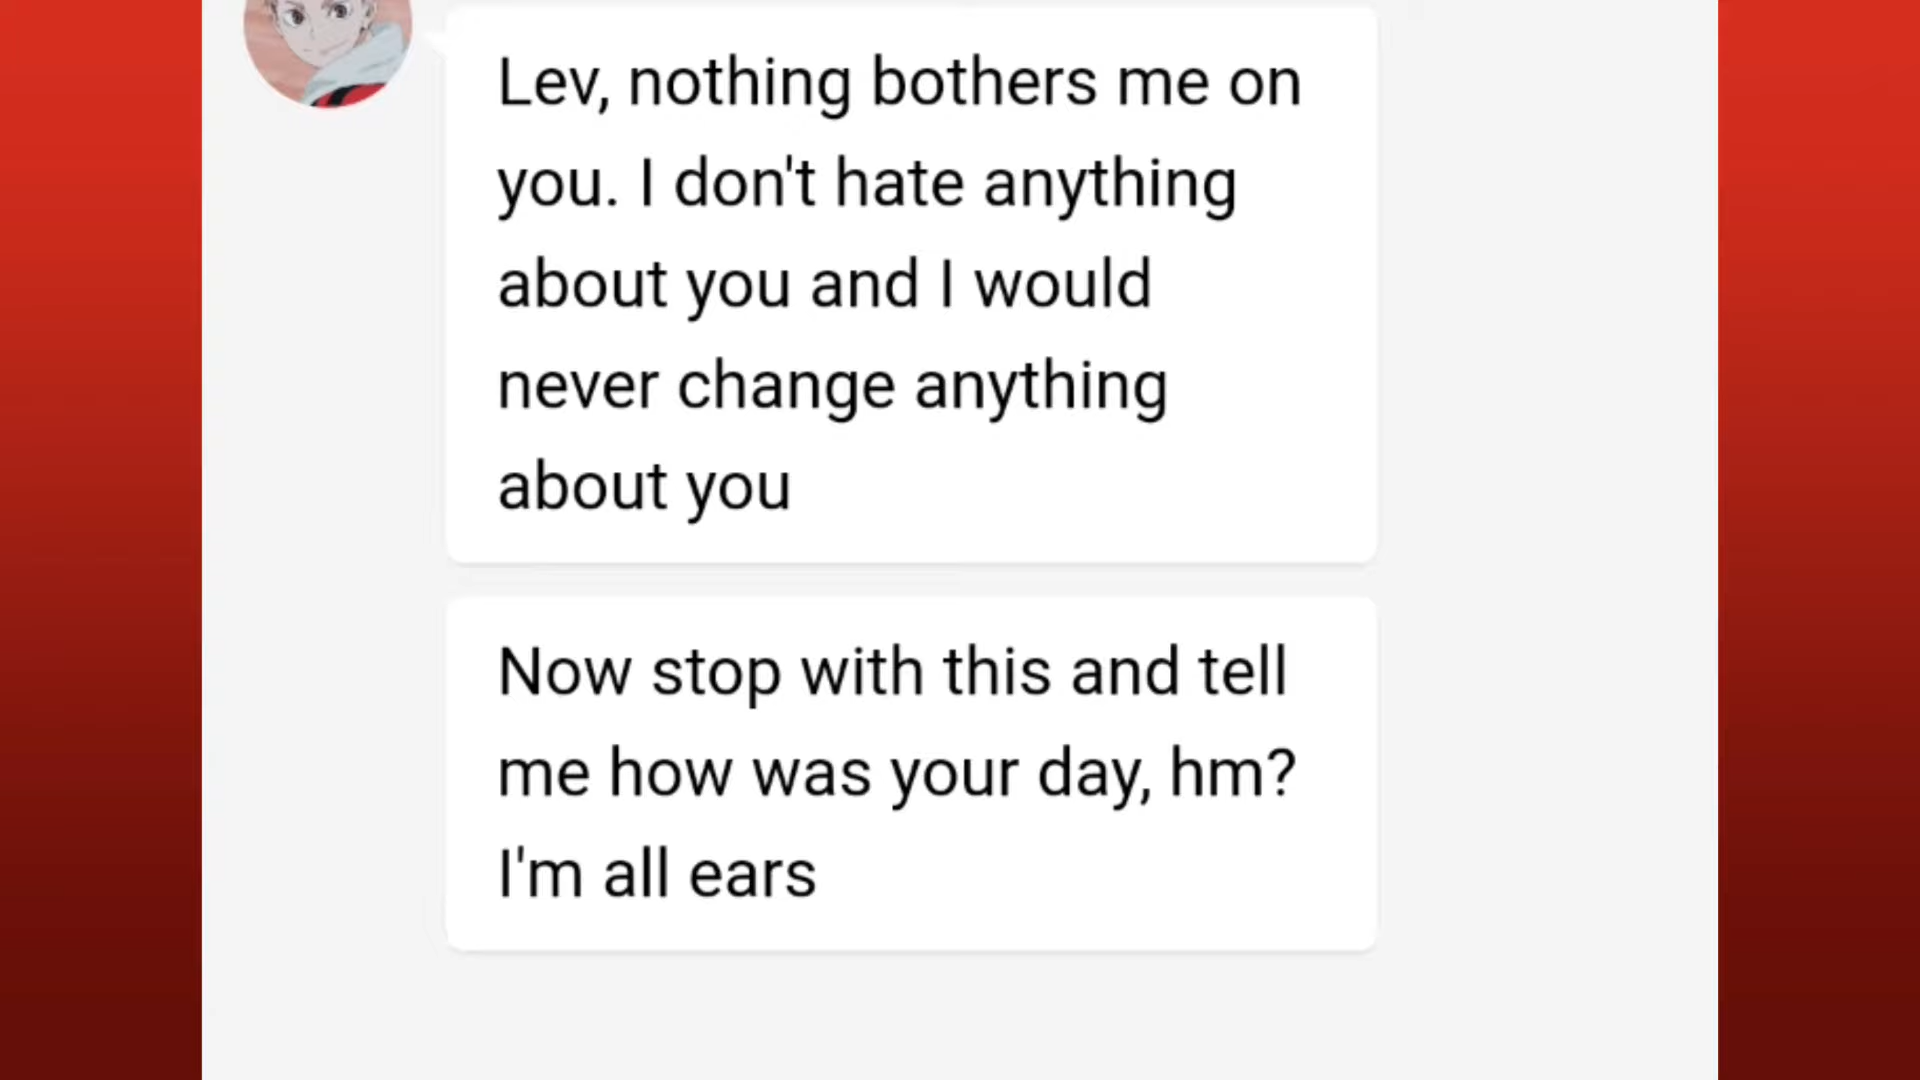 Lev, nothing bothers me on
you. I don't hate anything
about you and I would
never change anything
about you
Now stop with this and tell
me how was your day, hm?
I'm all ears